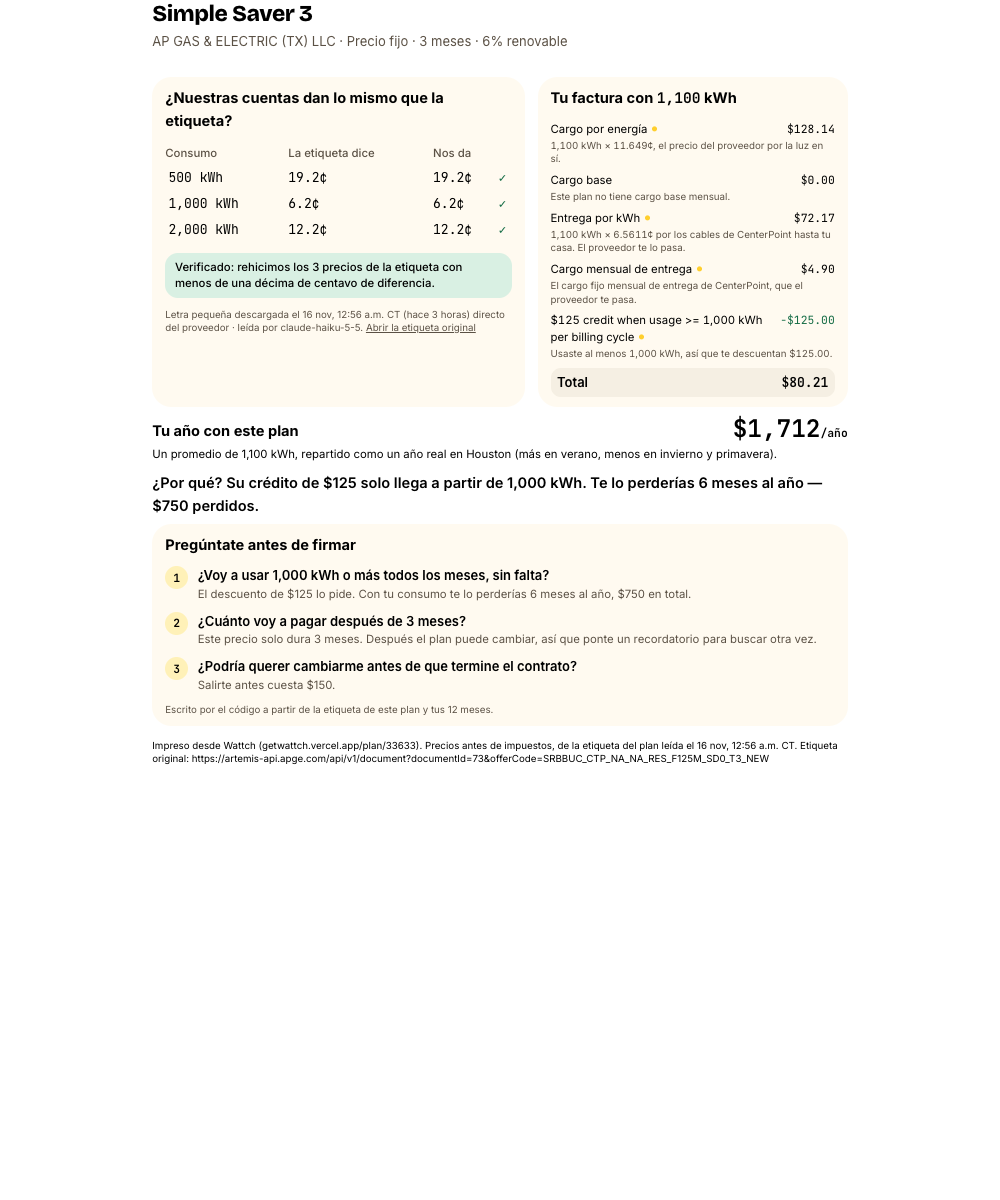 Simple Saver 3
AP GAS & ELECTRIC (TX) LLC · Precio fijo · 3 meses · 6% renovable
¿Nuestras cuentas dan lo mismo que la
etiqueta?
Consumo La etiqueta dice Nos da
500 kWh 19.2¢ 19.2¢ ✓
1,000 kWh 6.2¢ 6.2¢ ✓
2,000 kWh 12.2¢ 12.2¢ ✓
Verificado: rehicimos los 3 precios de la etiqueta con
menos de una décima de centavo de diferencia.
Letra pequeña descargada el 16 nov, 12:56 a.m. CT (hace 3 horas) directo
del proveedor · leída por claude-haiku-5-5. Abrir la etiqueta original
Tu factura con 1,100 kWh
Cargo por energía $128.14
1,100 kWh × 11.649¢, el precio del proveedor por la luz en
sí.
Cargo base $0.00
Este plan no tiene cargo base mensual.
Entrega por kWh $72.17
1,100 kWh × 6.5611¢ por los cables de CenterPoint hasta tu
casa. El proveedor te lo pasa.
Cargo mensual de entrega $4.90
El cargo fijo mensual de entrega de CenterPoint, que el
proveedor te pasa.
$125 credit when usage >= 1,000 kWh -$125.00
per billing cycle
Usaste al menos 1,000 kWh, así que te descuentan $125.00.
Total $80.21
Tu año con este plan $1,712/año
Un promedio de 1,100 kWh, repartido como un año real en Houston (más en verano, menos en invierno y primavera).
¿Por qué? Su crédito de $125 solo llega a partir de 1,000 kWh. Te lo perderías 6 meses al año —
$750 perdidos.
Pregúntate antes de firmar
1 ¿Voy a usar 1,000 kWh o más todos los meses, sin falta?
El descuento de $125 lo pide. Con tu consumo te lo perderías 6 meses al año, $750 en total.
2 ¿Cuánto voy a pagar después de 3 meses?
Este precio solo dura 3 meses. Después el plan puede cambiar, así que ponte un recordatorio para buscar otra vez.
3 ¿Podría querer cambiarme antes de que termine el contrato?
Salirte antes cuesta $150.
Escrito por el código a partir de la etiqueta de este plan y tus 12 meses.
Impreso desde Wattch (getwattch.vercel.app/plan/33633). Precios antes de impuestos, de la etiqueta del plan leída el 16 nov, 12:56 a.m. CT. Etiqueta
original: https://artemis-api.apge.com/api/v1/document?documentId=73&offerCode=SRBBUC_CTP_NA_NA_RES_F125M_SD0_T3_NEW